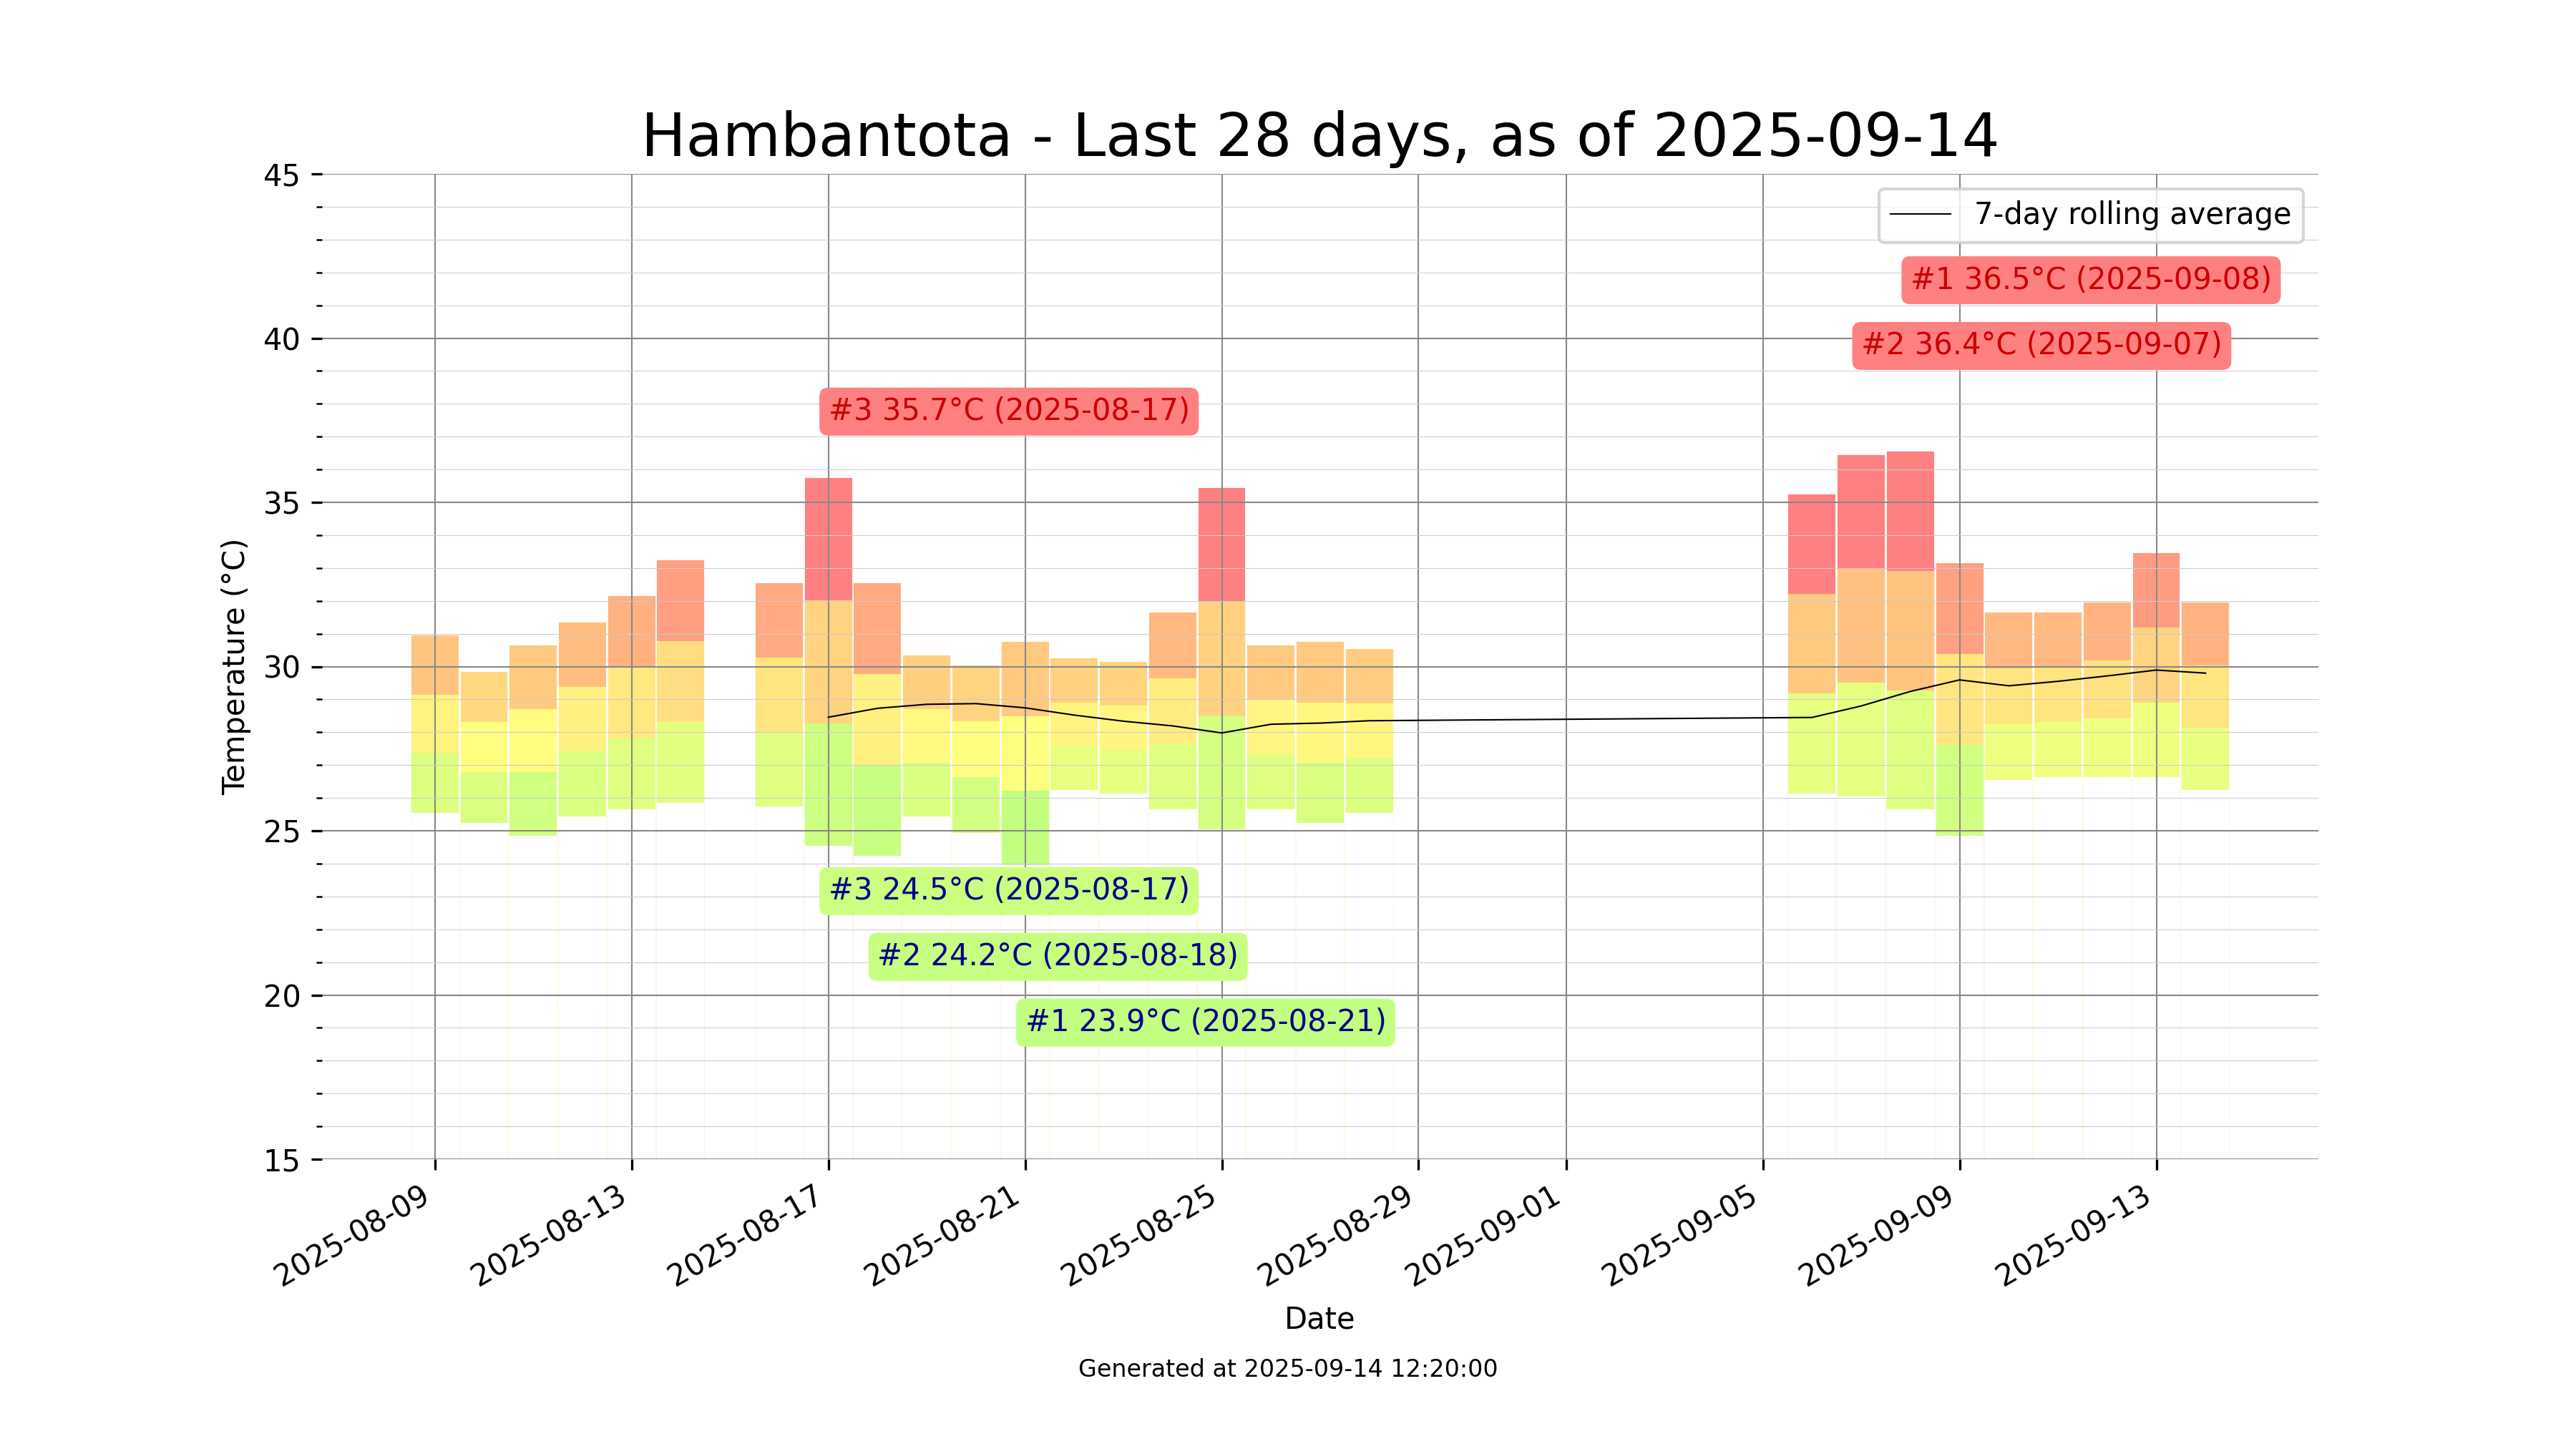 Hambantota - Last 28 days, as of 2025-09-14
45
40
35
30
25
20
15
Temperature (°C)
7-day rolling average
#1 36.5°C (2025-09-08)
#2 36.4°C (2025-09-07)
#3 35.7°C (2025-08-17)
#3 24.5°C (2025-08-17)
#2 24.2°C (2025-08-18)
#1 23.9°C (2025-08-21)
2025-08-09
2025-08-13
2025-08-17
2025-08-21
2025-08-25
2025-08-29
2025-09-01
2025-09-05
2025-09-09
2025-09-13
Date
Generated at 2025-09-14 12:20:00